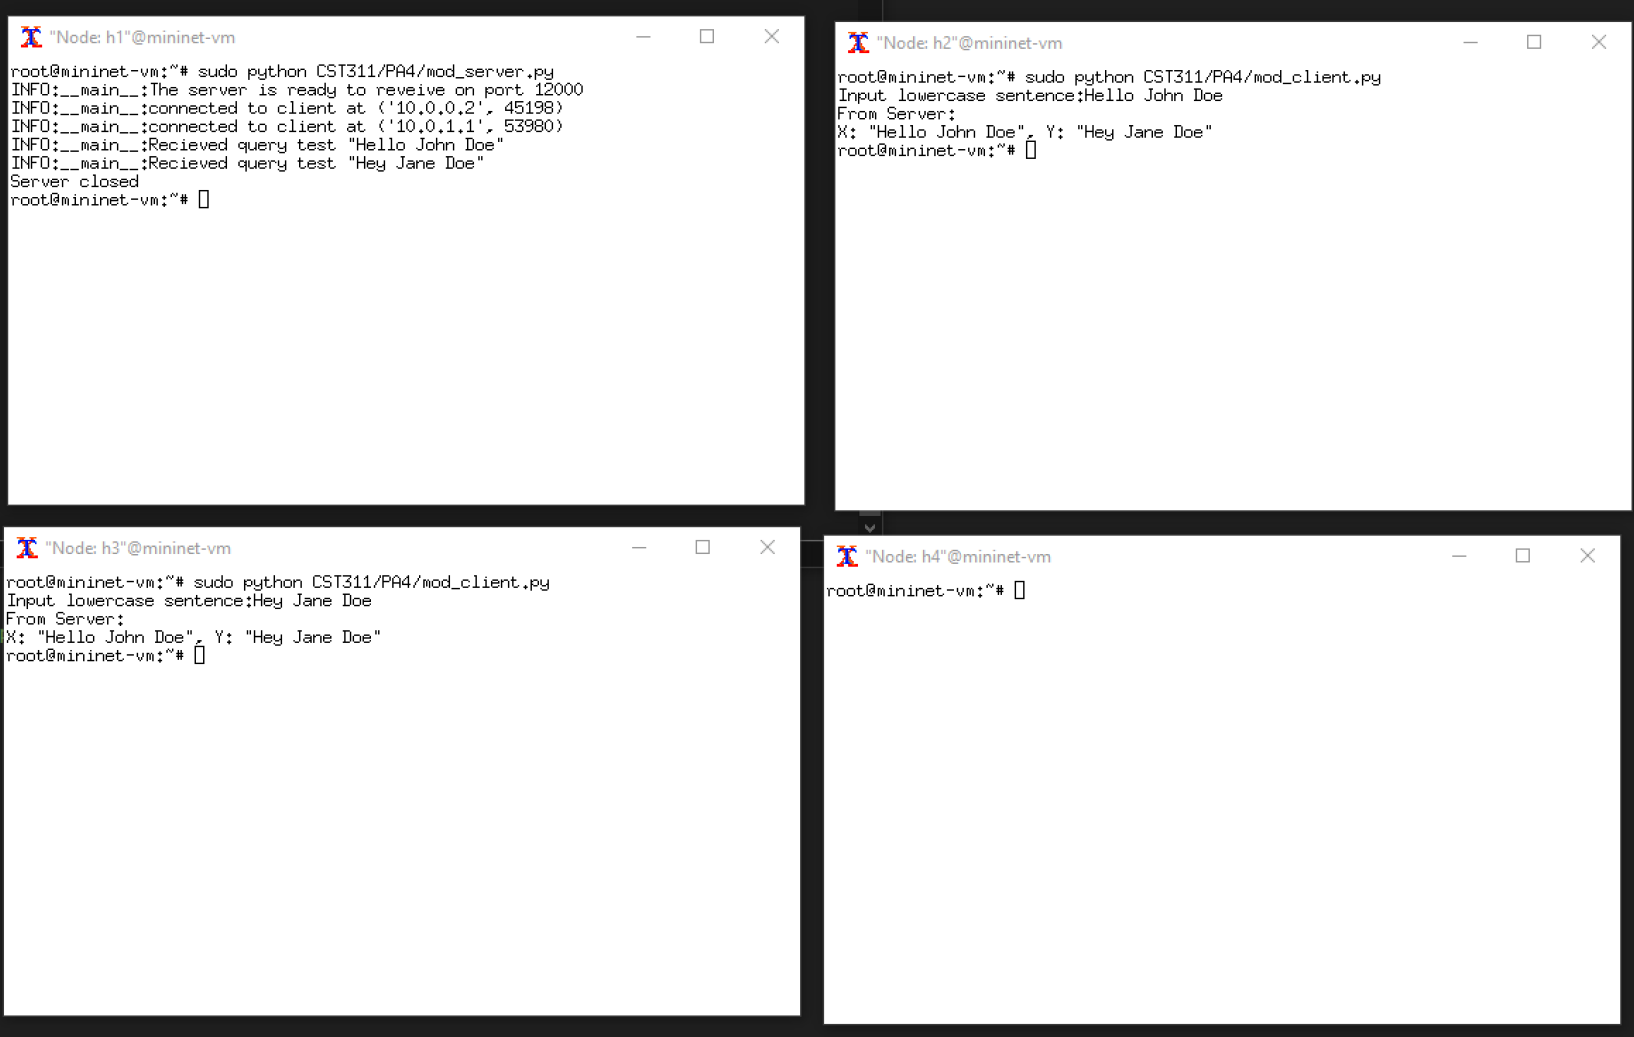 "Node: h1"@mininet-vm
root@mininet-vm:~# sudo python CST311/PA4/mod_server.py
INFO:__main__:The server is ready to reveive on port 12000
INFO:__main__:connected to client at ('10.0.0.2', 45198)
INFO:__main__:connected to client at ('10.0.1.1', 53980)
INFO:__main__:Recieved query test "Hello John Doe"
INFO:__main__:Recieved query test "Hey Jane Doe"
Server closed
root@mininet-vm:~#
"Node: h2"@mininet-vm
root@mininet-vm:~# sudo python CST311/PA4/mod_client.py
Input lowercase sentence:Hello John Doe
From Server:
X: "Hello John Doe", Y: "Hey Jane Doe"
root@mininet-vm:~#
"Node: h3"@mininet-vm
root@mininet-vm:~# sudo python CST311/PA4/mod_client.py
Input lowercase sentence:Hey Jane Doe
From Server:
X: "Hello John Doe", Y: "Hey Jane Doe"
root@mininet-vm:~#
"Node: h4"@mininet-vm
root@mininet-vm:~#